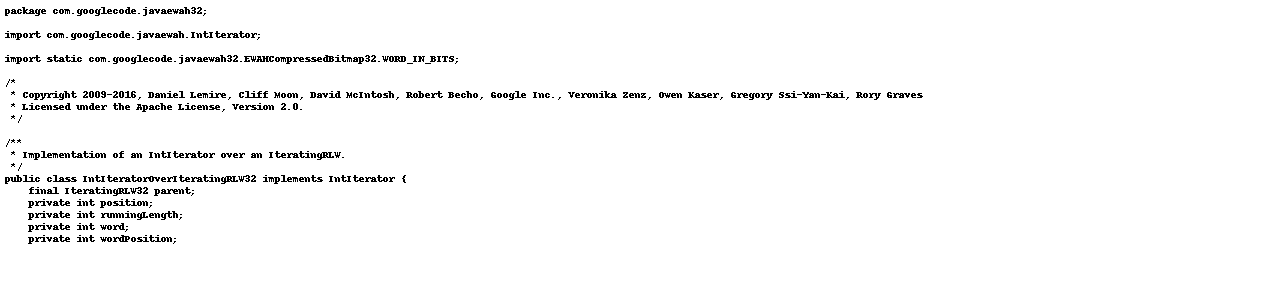 package com.googlecode.javaewah32;

import com.googlecode.javaewah.IntIterator;

import static com.googlecode.javaewah32.EWAHCompressedBitmap32.WORD_IN_BITS;

/*
 * Copyright 2009-2016, Daniel Lemire, Cliff Moon, David McIntosh, Robert Becho, Google Inc., Veronika Zenz, Owen Kaser, Gregory Ssi-Yan-Kai, Rory Graves
 * Licensed under the Apache License, Version 2.0.
 */

/**
 * Implementation of an IntIterator over an IteratingRLW.
 */
public class IntIteratorOverIteratingRLW32 implements IntIterator {
    final IteratingRLW32 parent;
    private int position;
    private int runningLength;
    private int word;
    private int wordPosition;